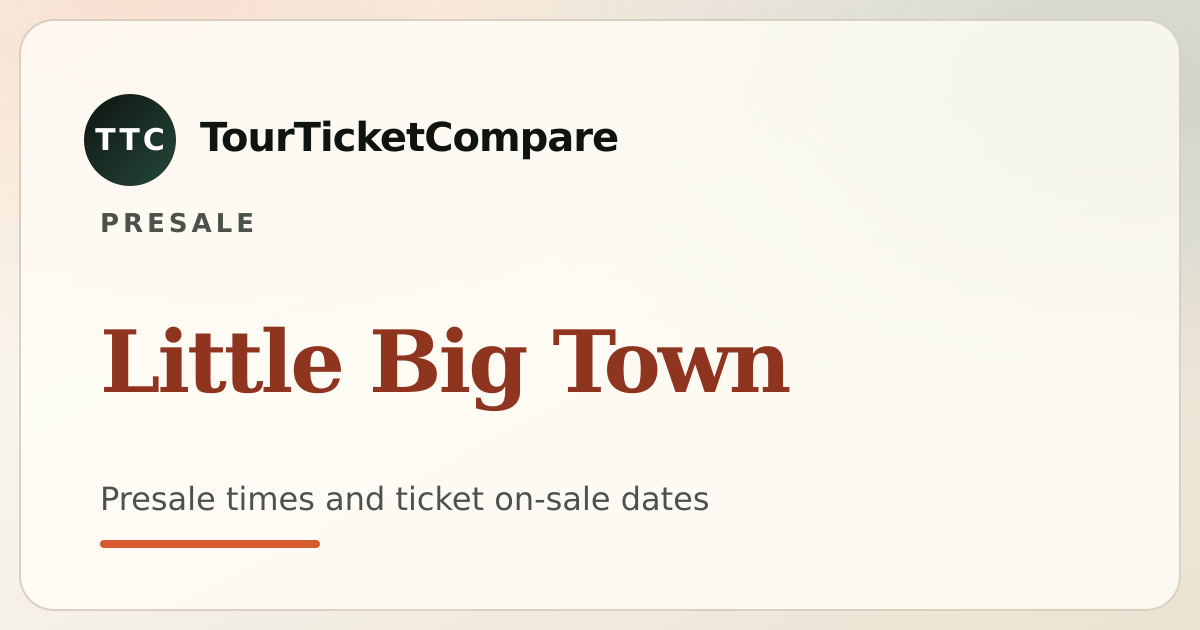 TTC TourTicketCompare
PRESALE
Little Big Town
Presale times and ticket on-sale dates